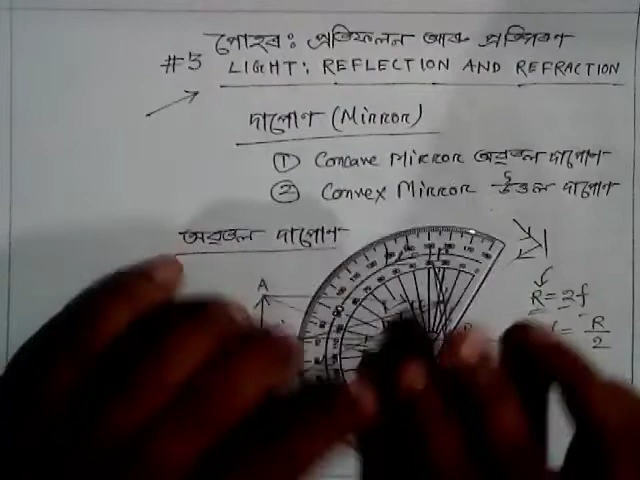 পোহৰ: প্ৰতিফলন আৰু প্ৰতিসৰণ
#5 LIGHT: REFLECTION AND REFRACTION
দাপোণ (Mirror)
① Concave Mirror অৱতল দাপোণ
② Convex Mirror উত্তল দাপোণ
অৱতল দাপোণ
A
R = 2f
= R/2